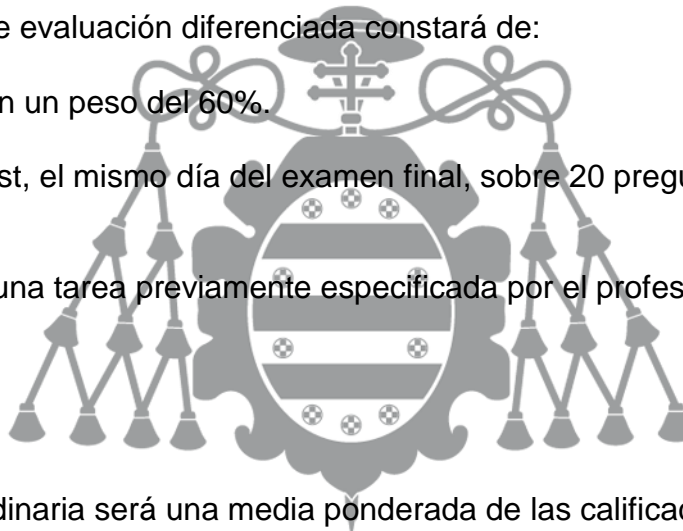 e evaluación diferenciada constará de:
n un peso del 60%.
st, el mismo día del examen final, sobre 20 pregu
una tarea previamente especificada por el profes
dinaria será una media ponderada de las calificac